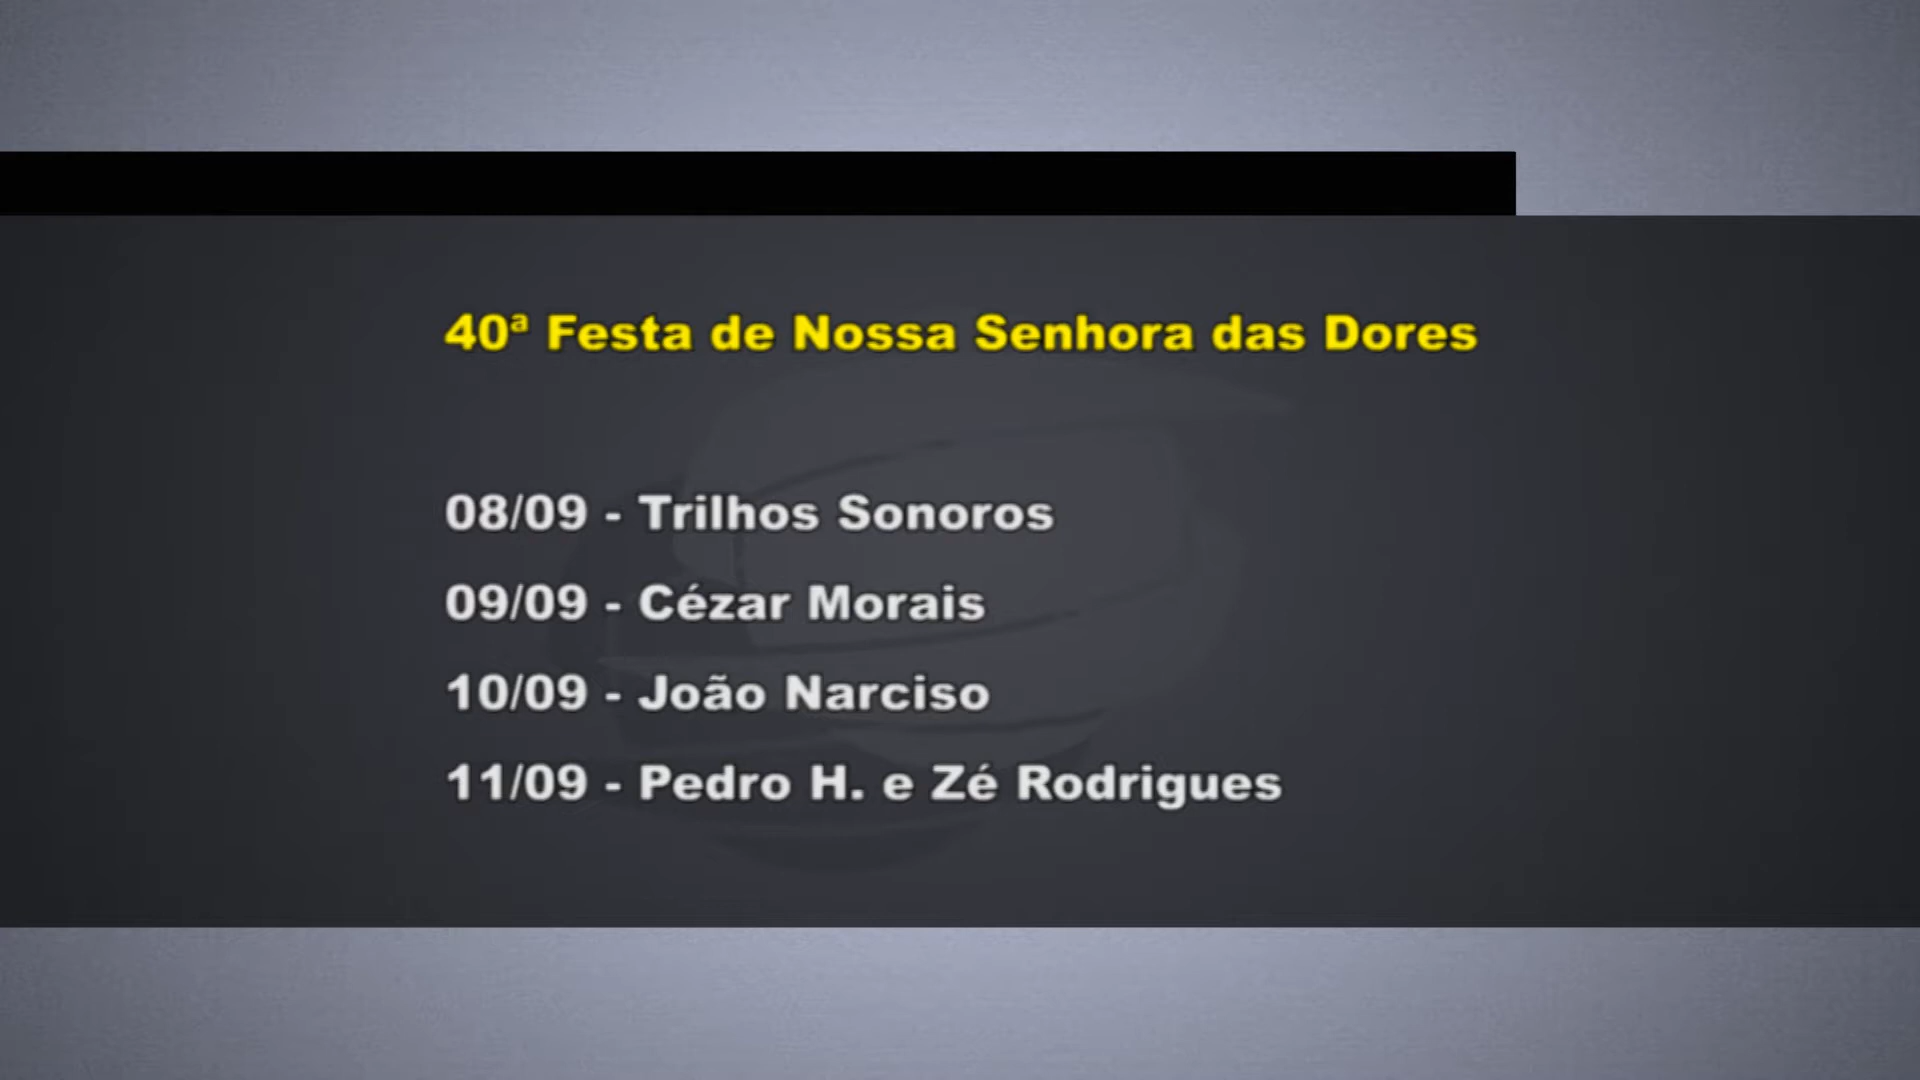 40ª Festa de Nossa Senhora das Dores
08/09 - Trilhos Sonoros
09/09 - Cézar Morais
10/09 - João Narciso
11/09 - Pedro H. e Zé Rodrigues